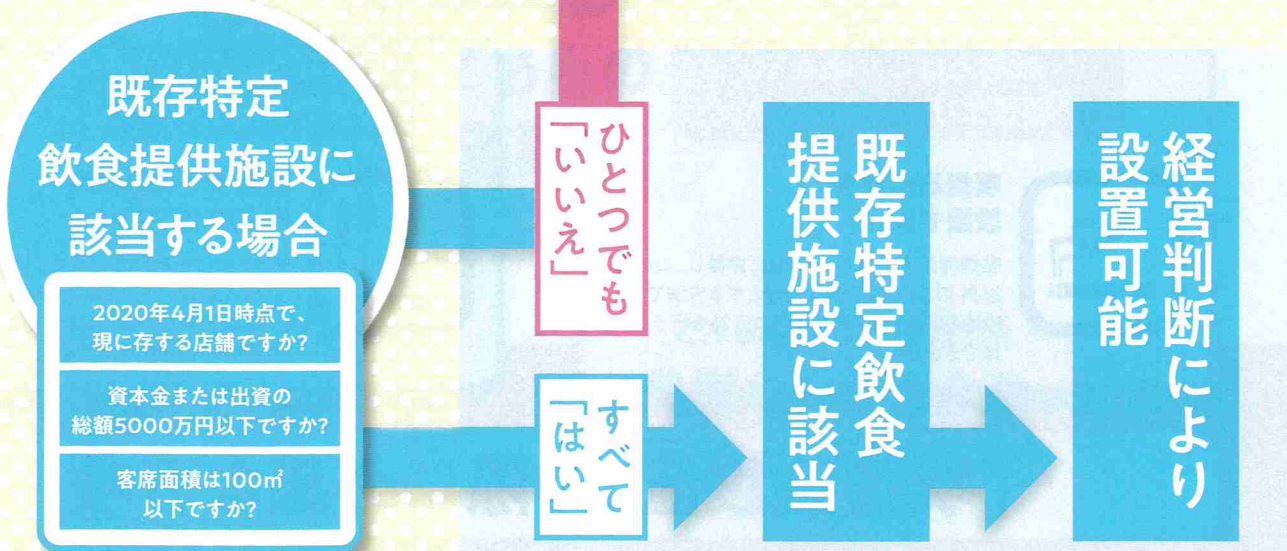 既存特定
飲食提供施設に
該当する場合
2020年4月1日時点で、
現に存する店舗ですか?
資本金または出資の
総額5000万円以下ですか?
客席面積は100㎡
以下ですか?
ひとつでも
「いいえ」
すべて
「はい」
既存特定飲食
提供施設に該当
経営判断により
設置可能